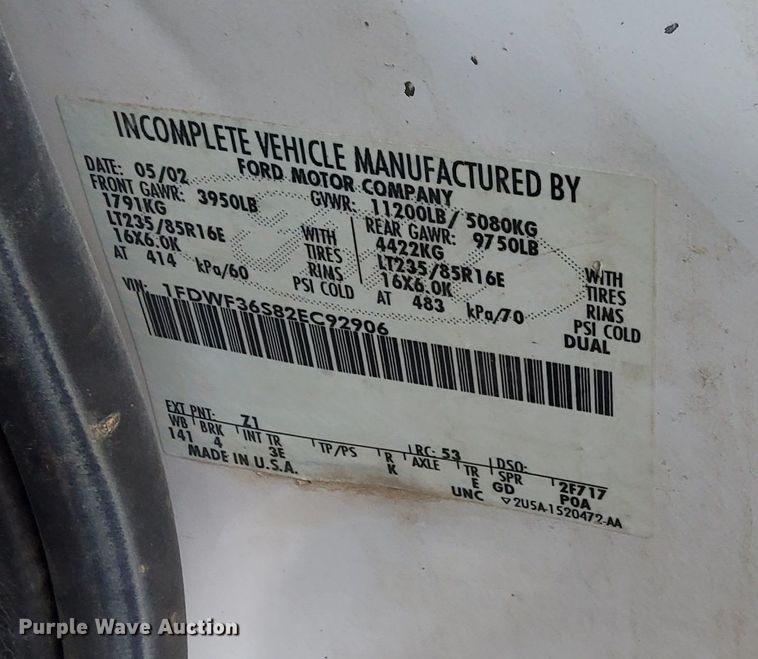 INCOMPLETE VEHICLE MANUFACTURED BY
FORD MOTOR COMPANY
DATE: 05/02 GVWR: 11200LB/ 5080KG
FRONT GAWR: 3950LB REAR GAWR: 9750LB
1791KG WITH 4422KG WITH
LT235/85R16E TIRES LT235/85R16E TIRES
16X6.0K RIMS 16X6.0K RIMS
AT 414 kPa/60 PSI COLD AT 483 kPa/70 PSI COLD
DUAL
VIN: 1FDWF36S82EC92906
EXT PNT: Z1 RC: 53 DSO:
WB BRK INT TR TP/PS R AXLE TR SPR 2F717
141 4 3E K E GD POA
MADE IN U.S.A. UNC ▽2U5A-1520472-AA
Purple Wave Auction